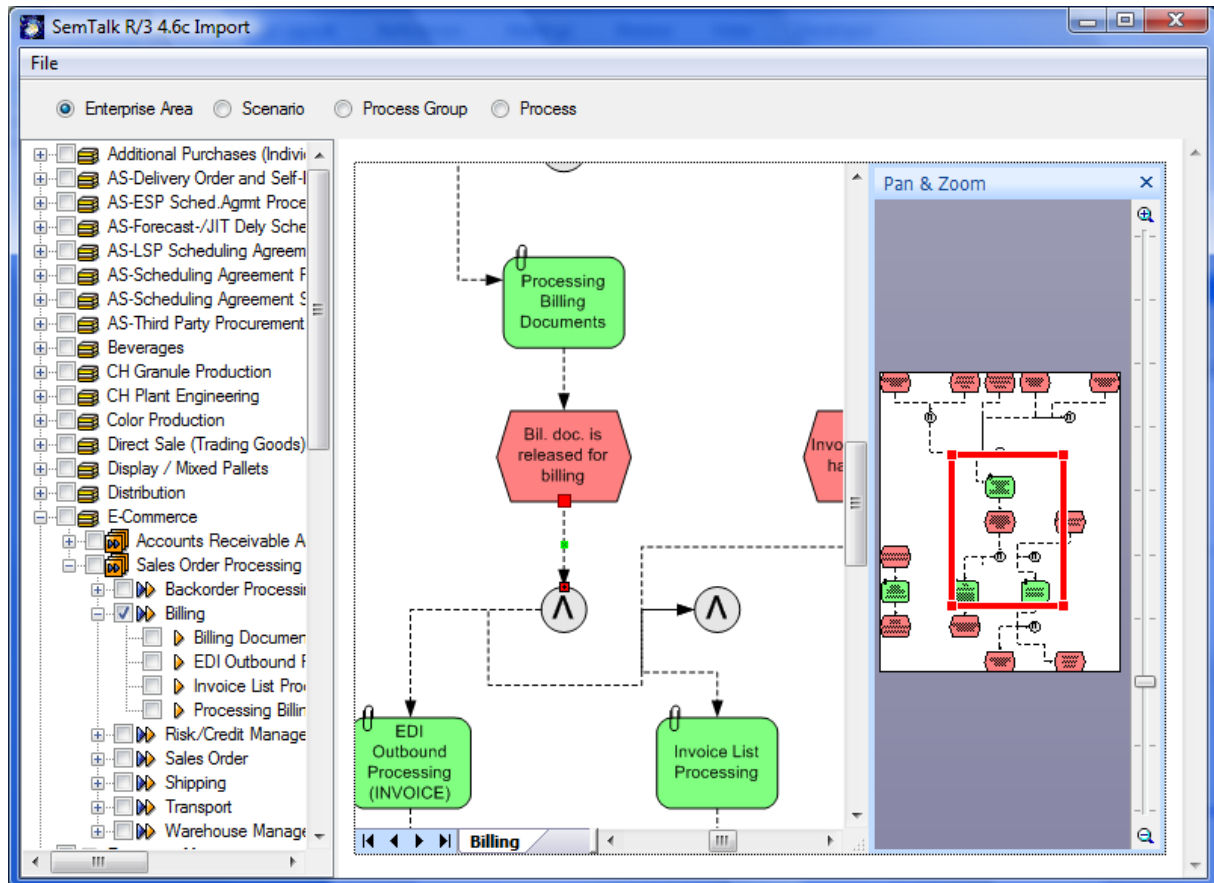 SemTalk R/3 4.6c Import
File
Enterprise Area
Scenario
Process Group
Process
Additional Purchases (Indivi
AS-Delivery Order and Self-I
AS-ESP Sched.Agrmt Proce
AS-Forecast-/JIT Dely Sche
AS-LSP Scheduling Agreem
AS-Scheduling Agreement F
AS-Scheduling Agreement S
AS-Third Party Procurement
Beverages
CH Granule Production
CH Plant Engineering
Color Production
Direct Sale (Trading Goods)
Display / Mixed Pallets
Distribution
E-Commerce
Accounts Receivable A
Sales Order Processing
Backorder Processin
Billing
Billing Documen
EDI Outbound F
Invoice List Pro
Processing Billin
Risk/Credit Manage
Sales Order
Shipping
Transport
Warehouse Manage
Processing
Billing
Documents
Bil. doc. is
released for
billing
Invo
ha
EDI
Outbound
Processing
(INVOICE)
Invoice List
Processing
Billing
Pan & Zoom